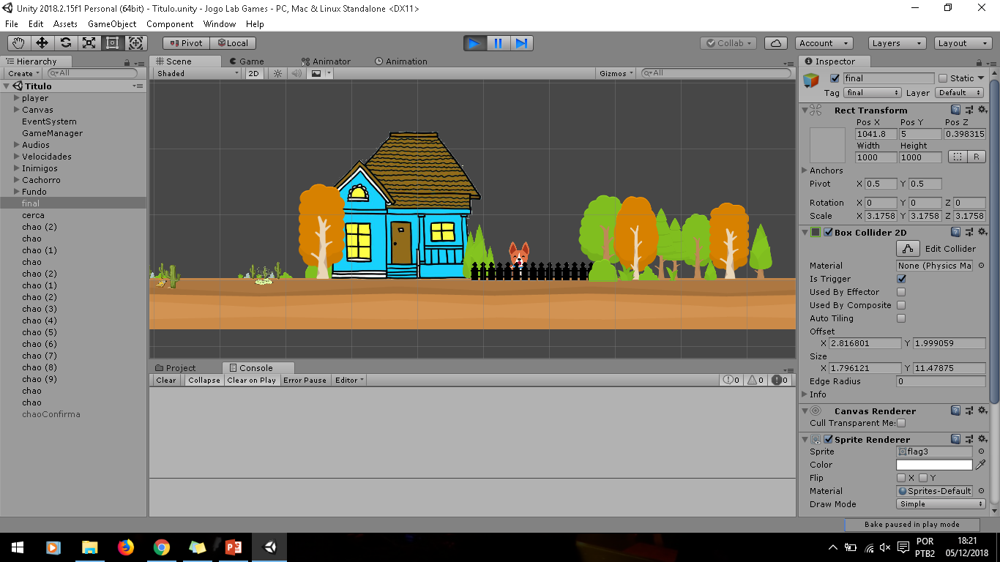 Unity 2018.2.15f1 Personal (64bit) - Titulo.unity - Jogo Lab Games - PC, Mac & Linux Standalone <DX11>
File Edit Assets GameObject Component Window Help
Pivot Local Collab Account Layers Layout
Hierarchy
Create All
Titulo
player
Canvas
EventSystem
GameManager
Audios
Velocidades
Inimigos
Cachorro
Fundo
final
cerca
chao (2)
chao
chao (1)
chao
chao (2)
chao (1)
chao (2)
chao (3)
chao (4)
chao (5)
chao (6)
chao (7)
chao (8)
chao (9)
chao
chao
chaoConfirma
Scene Game Animator Animation
Shaded 2D Gizmos All
Project Console
Clear Collapse Clear on Play Error Pause Editor 0 0 0
Inspector
final Static
Tag final Layer Default
Rect Transform
Pos X Pos Y Pos Z
1041.8 5 0.398315
Width Height
1000 1000 R
Anchors
Pivot X 0.5 Y 0.5
Rotation X 0 Y 0 Z 0
Scale X 3.1758 Y 3.1758 Z 3.1758
Box Collider 2D
Edit Collider
Material None (Physics Ma
Is Trigger
Used By Effector
Used By Composite
Auto Tiling
Offset
X 2.816801 Y 1.999059
Size
X 1.796121 Y 11.47875
Edge Radius 0
Info
Canvas Renderer
Cull Transparent Me:
Sprite Renderer
Sprite flag3
Color
Flip X Y
Material Sprites-Default
Draw Mode Simple
Bake paused in play mode
POR
PTB2
18:21
05/12/2018